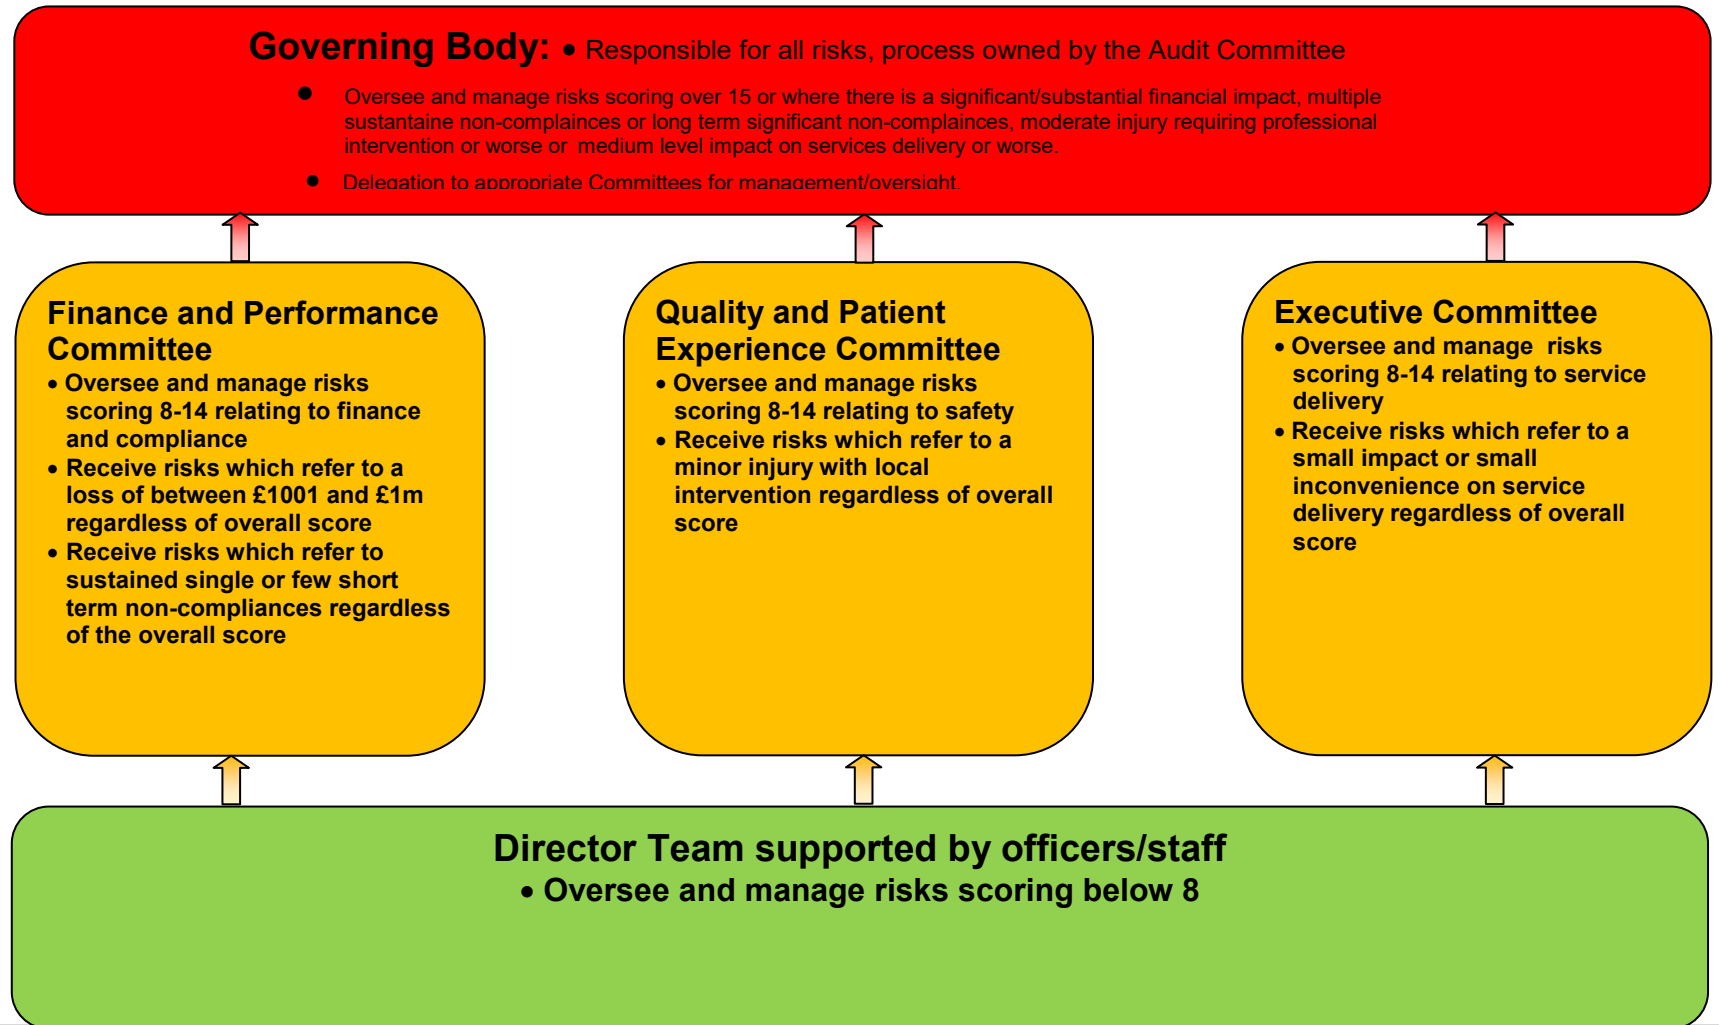 Governing Body: • Responsible for all risks, process owned by the Audit Committee
• Oversee and manage risks scoring over 15 or where there is a significant/substantial financial impact, multiple
sustantaine non-complainces or long term significant non-complainces, moderate injury requiring professional
intervention or worse or medium level impact on services delivery or worse.
• Delegation to appropriate Committees for management/oversight.
Finance and Performance
Committee
• Oversee and manage risks
scoring 8-14 relating to finance
and compliance
• Receive risks which refer to a
loss of between £1001 and £1m
regardless of overall score
• Receive risks which refer to
sustained single or few short
term non-compliances regardless
of the overall score
Quality and Patient
Experience Committee
• Oversee and manage risks
scoring 8-14 relating to safety
• Receive risks which refer to a
minor injury with local
intervention regardless of overall
score
Executive Committee
• Oversee and manage risks
scoring 8-14 relating to service
delivery
• Receive risks which refer to a
small impact or small
inconvenience on service
delivery regardless of overall
score
Director Team supported by officers/staff
• Oversee and manage risks scoring below 8